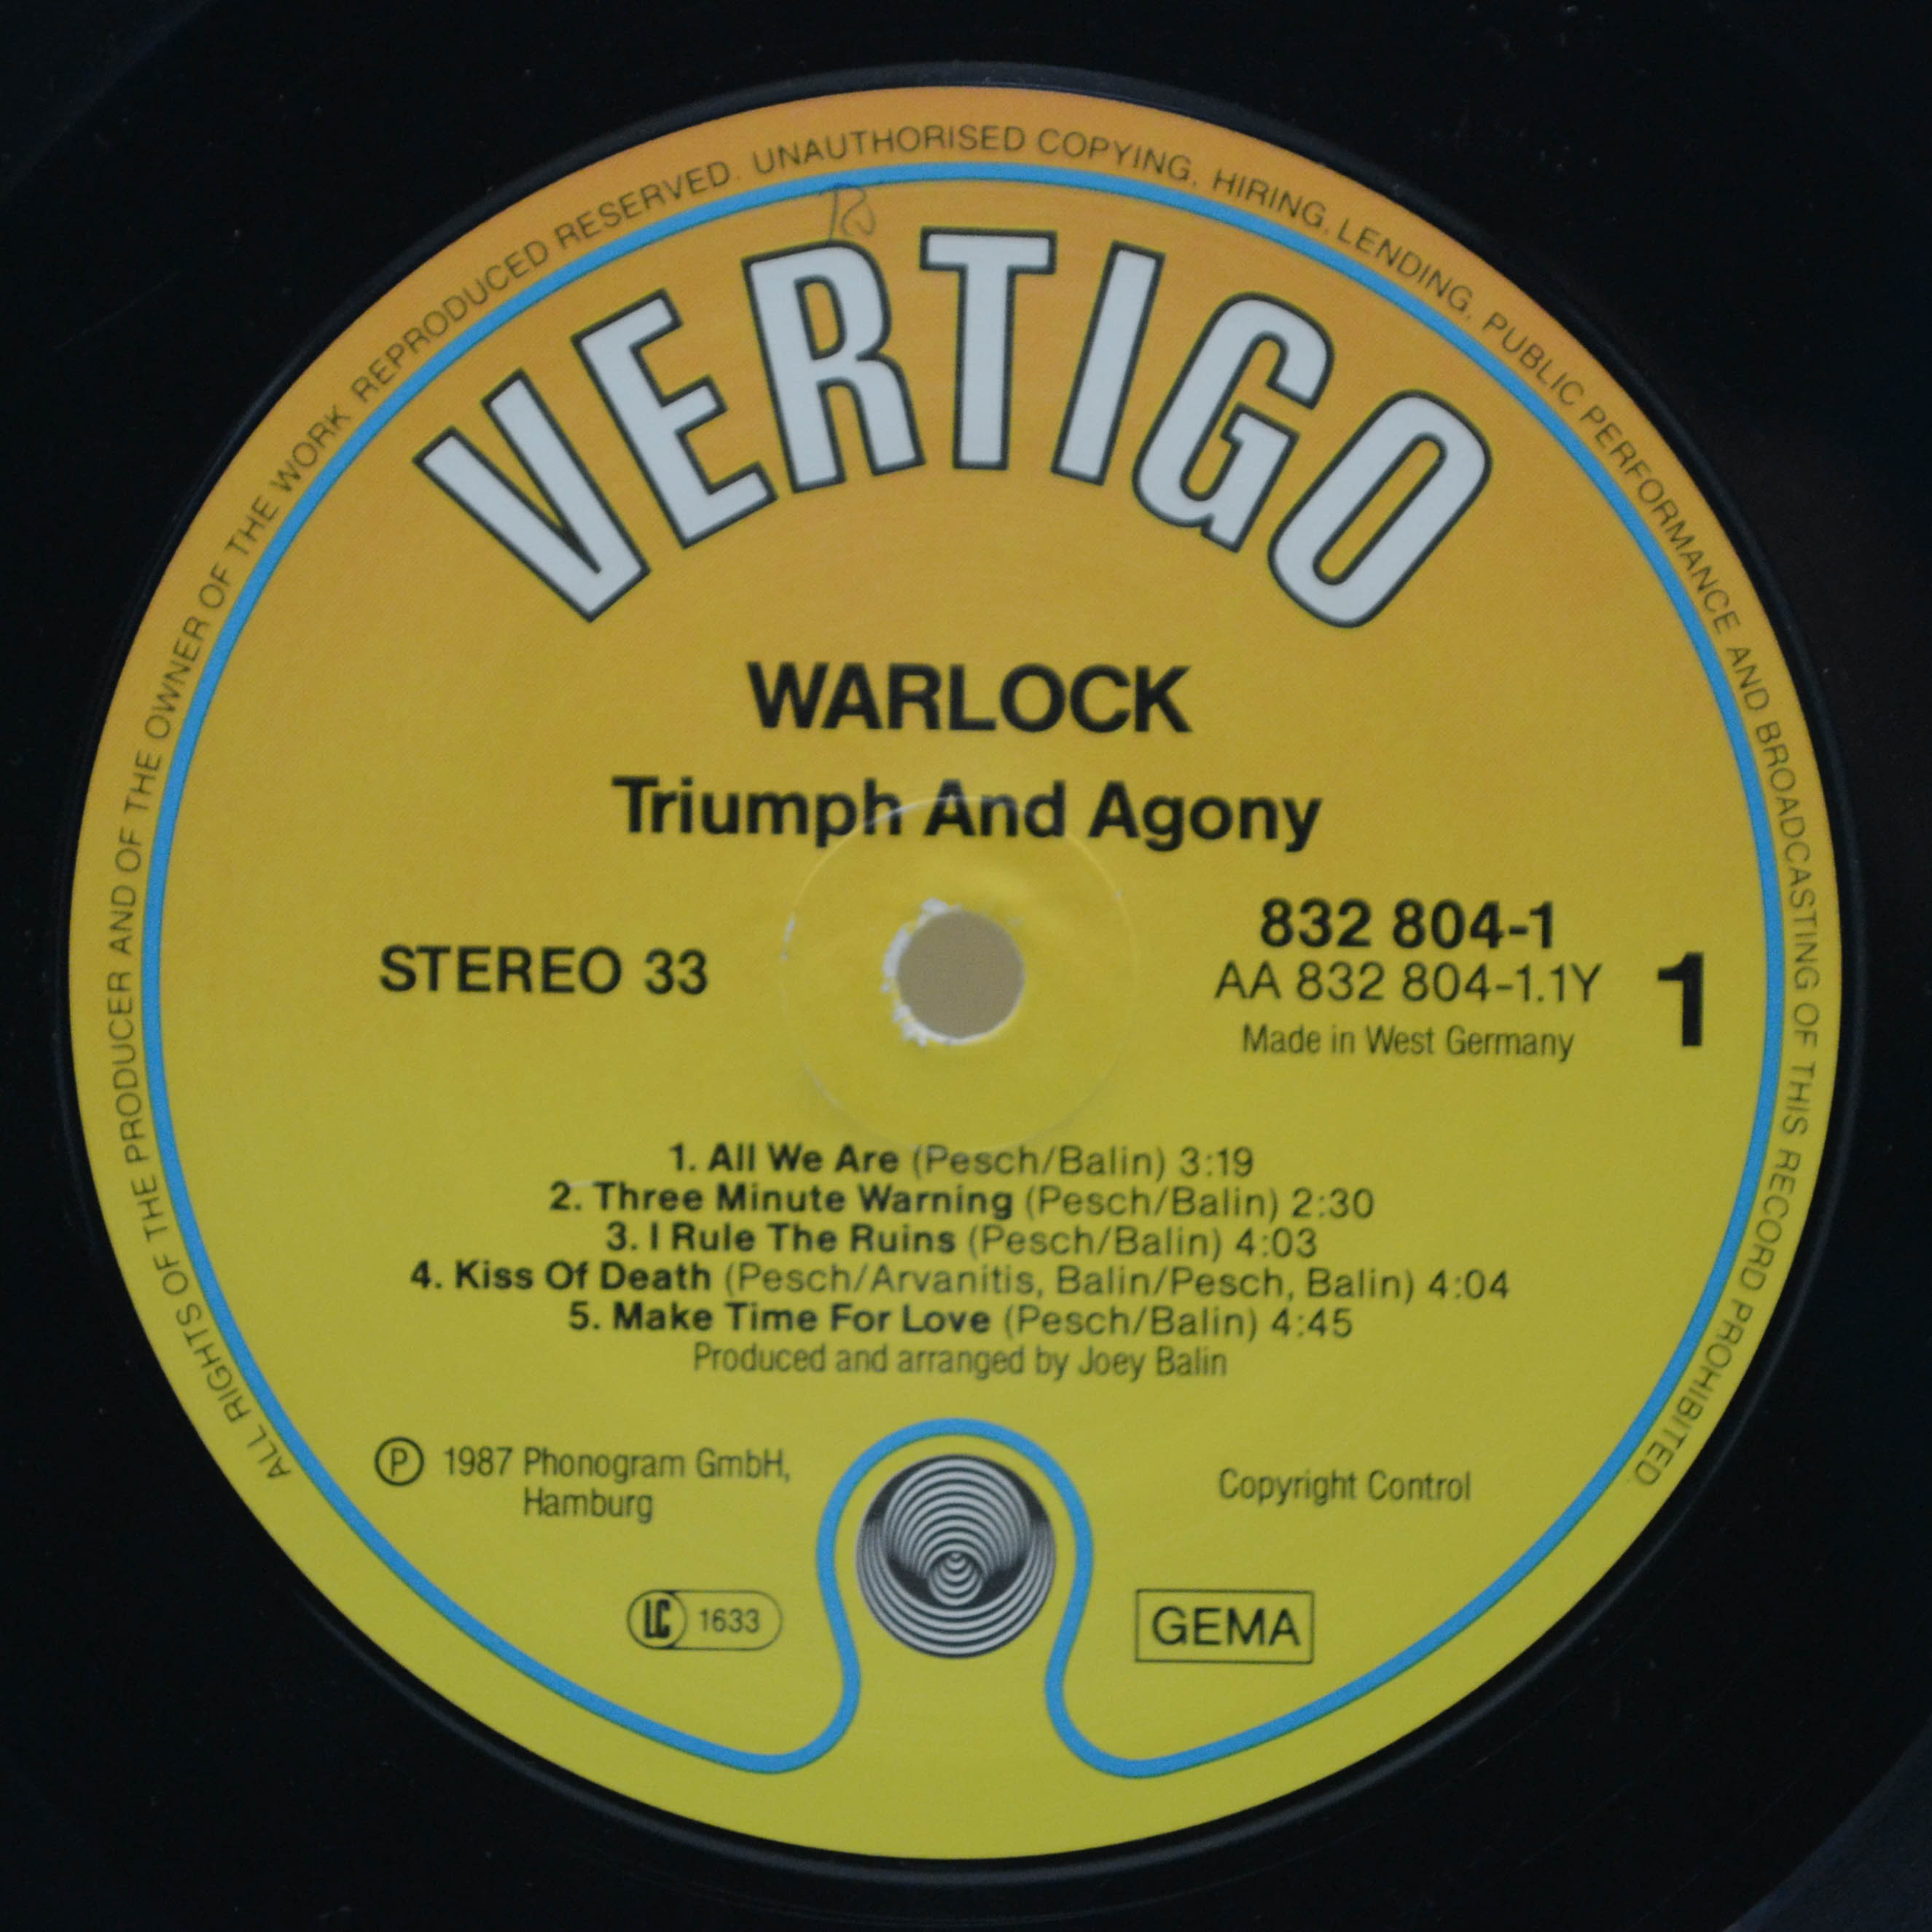 ALL RIGHTS OF THE PRODUCER AND OF THE OWNER OF THE WORK REPRODUCED RESERVED. UNAUTHORISED COPYING, HIRING, LENDING, PUBLIC PERFORMANCE AND BROADCASTING OF THIS RECORD PROHIBITED.
VERTIGO
WARLOCK
Triumph And Agony
STEREO 33
832 804-1
AA 832 804-1.1Y
Made in West Germany
1
1. All We Are (Pesch/Balin) 3:19
2. Three Minute Warning (Pesch/Balin) 2:30
3. I Rule The Ruins (Pesch/Balin) 4:03
4. Kiss Of Death (Pesch/Arvanitis, Balin/Pesch, Balin) 4:04
5. Make Time For Love (Pesch/Balin) 4:45
Produced and arranged by Joey Balin
Ⓟ 1987 Phonogram GmbH,
Hamburg
Copyright Control
LC 1633
GEMA